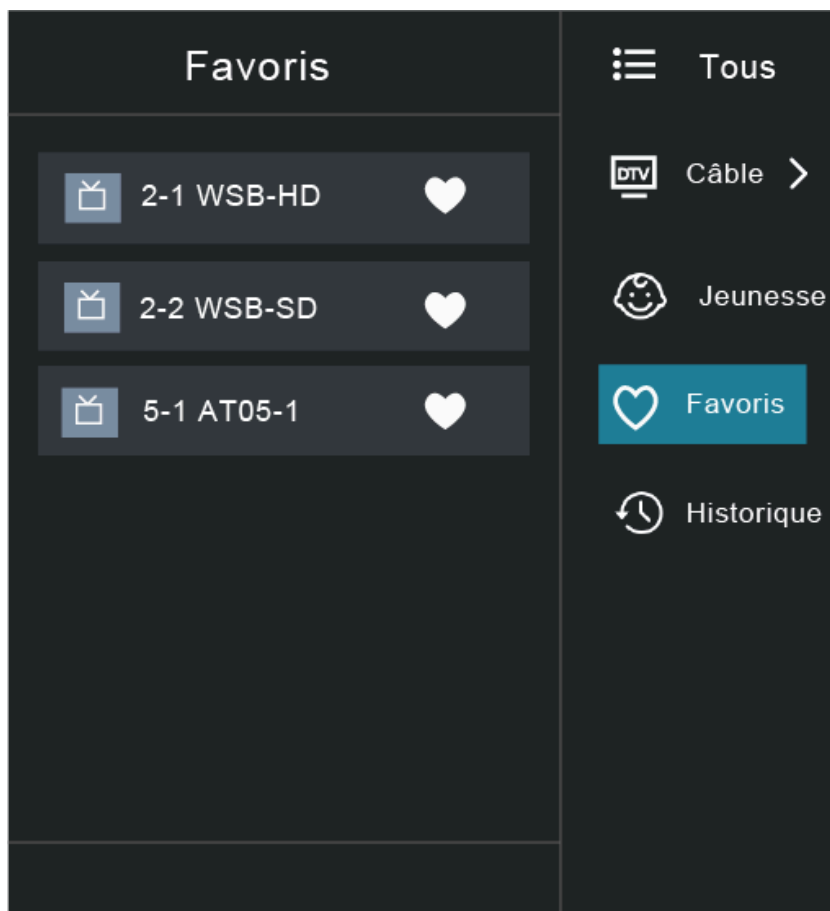 Favoris
2-1 WSB-HD
2-2 WSB-SD
5-1 AT05-1
Tous
DTV
Câble
Jeunesse
Favoris
Historique